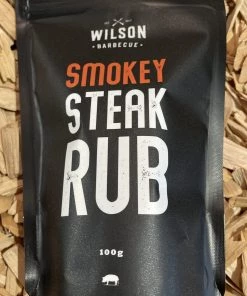 WILSON
BARBECUE
SMOKEY
STEAK
RUB
100g